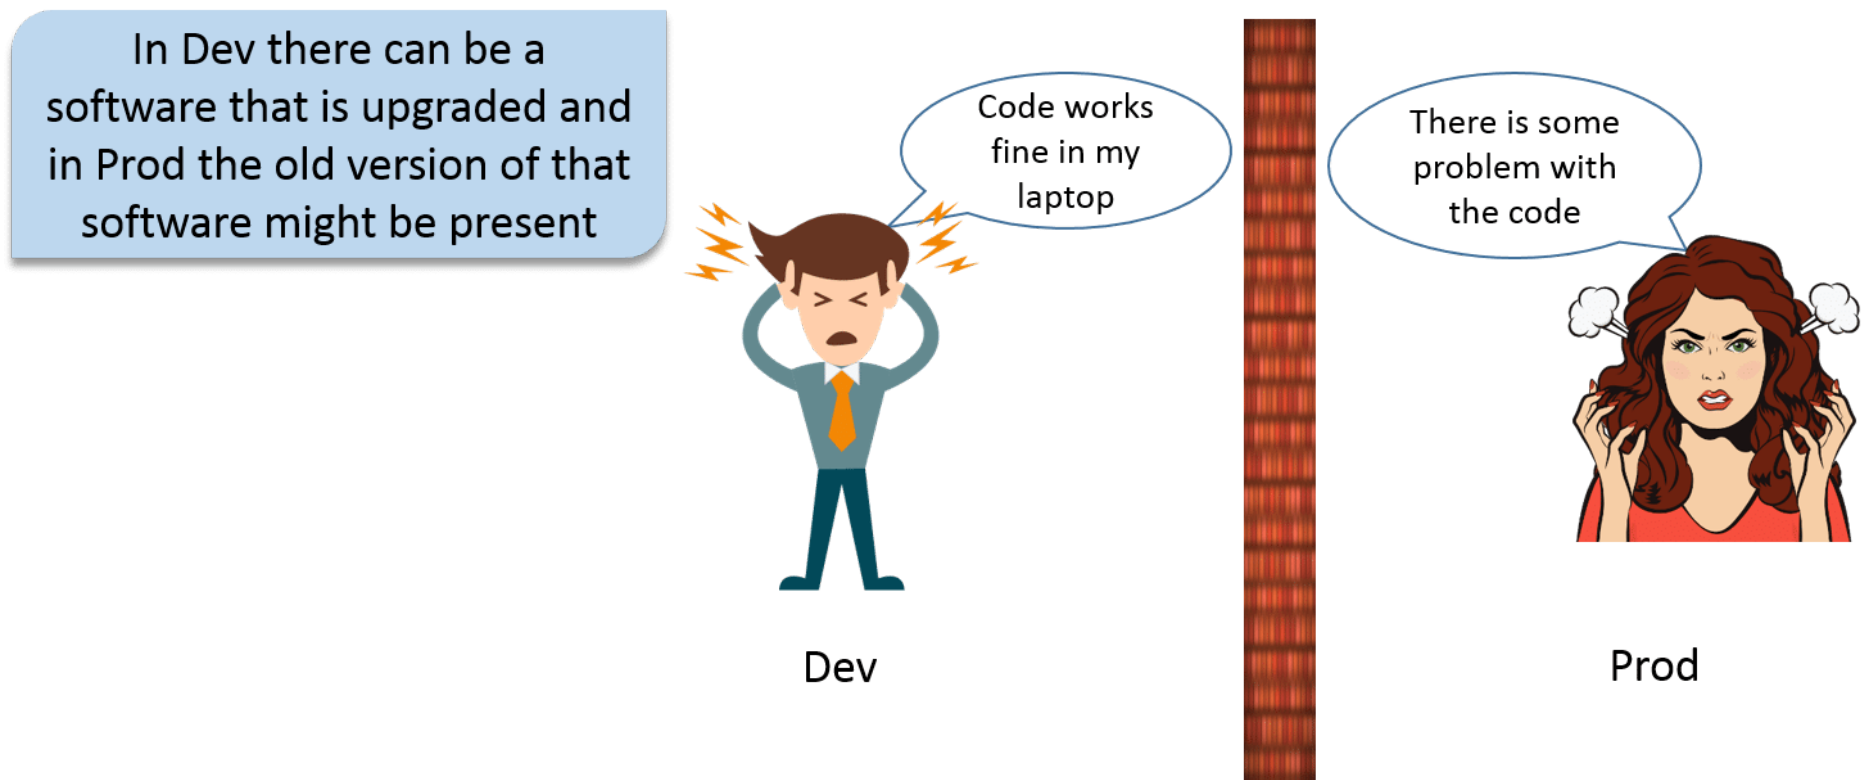 In Dev there can be a
software that is upgraded and
in Prod the old version of that
software might be present
Code works
fine in my
laptop
There is some
problem with
the code
Dev
Prod